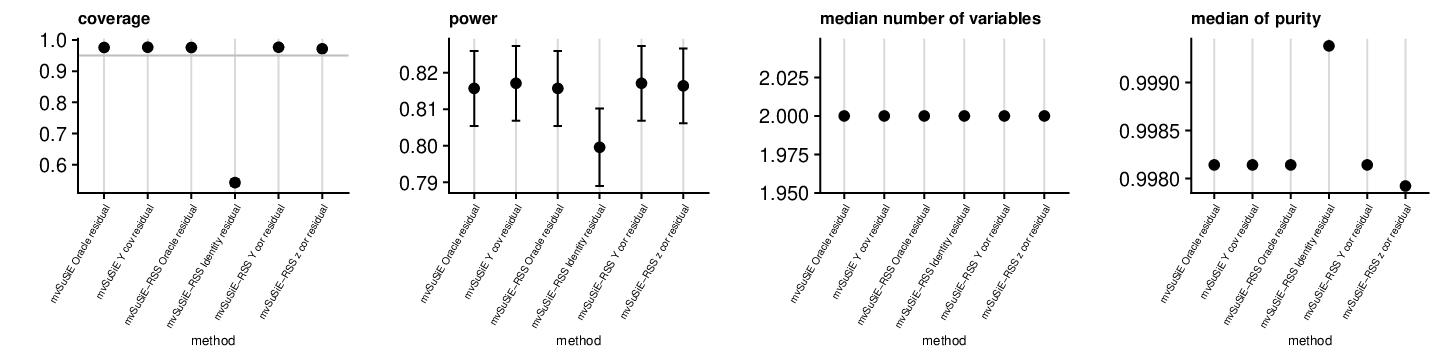 coverage
1.0
0.9
0.8
0.7
0.6
mvSuSiE Oracle residual
mvSuSiE Y cov residual
mvSuSiE−RSS Oracle residual
mvSuSiE−RSS Identity residual
mvSuSiE−RSS Y cor residual
mvSuSiE−RSS z cor residual
method
power
0.82
0.81
0.80
0.79
mvSuSiE Oracle residual
mvSuSiE Y cov residual
mvSuSiE−RSS Oracle residual
mvSuSiE−RSS Identity residual
mvSuSiE−RSS Y cor residual
mvSuSiE−RSS z cor residual
method
median number of variables
2.025
2.000
1.975
1.950
mvSuSiE Oracle residual
mvSuSiE Y cov residual
mvSuSiE−RSS Oracle residual
mvSuSiE−RSS Identity residual
mvSuSiE−RSS Y cor residual
mvSuSiE−RSS z cor residual
method
median of purity
0.9990
0.9985
0.9980
mvSuSiE Oracle residual
mvSuSiE Y cov residual
mvSuSiE−RSS Oracle residual
mvSuSiE−RSS Identity residual
mvSuSiE−RSS Y cor residual
mvSuSiE−RSS z cor residual
method